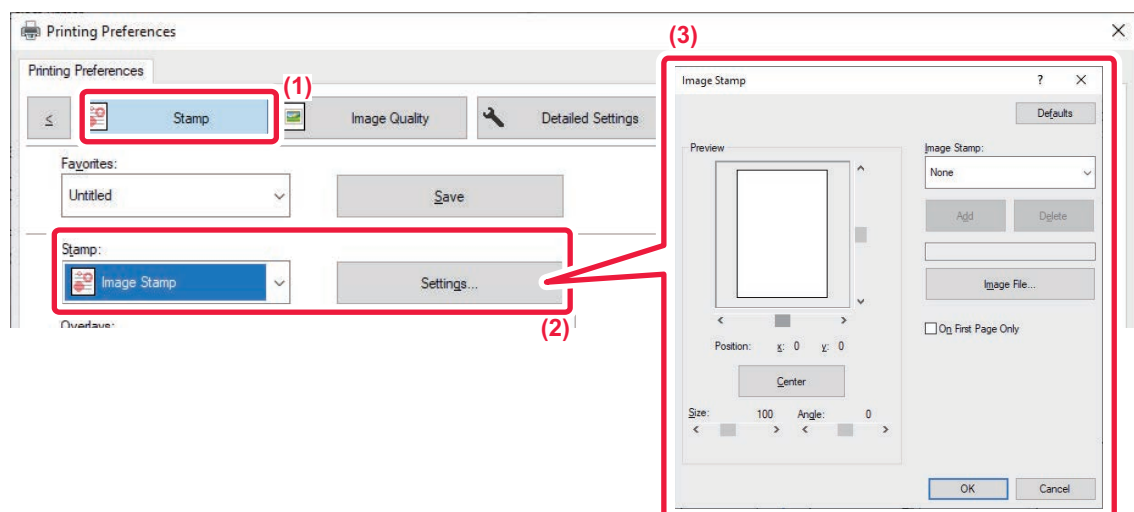 Printing Preferences
Printing Preferences
(1)
(3)
< Stamp Image Quality Detailed Settings
Favorites:
Untitled Save
Stamp:
Image Stamp Settings...
(2)
Overlays:
Image Stamp ? ×
Defaults
Preview
Image Stamp:
None
Add Delete
Image File...
On First Page Only
Position: x: 0 y: 0
Center
Size: 100 Angle: 0
OK Cancel